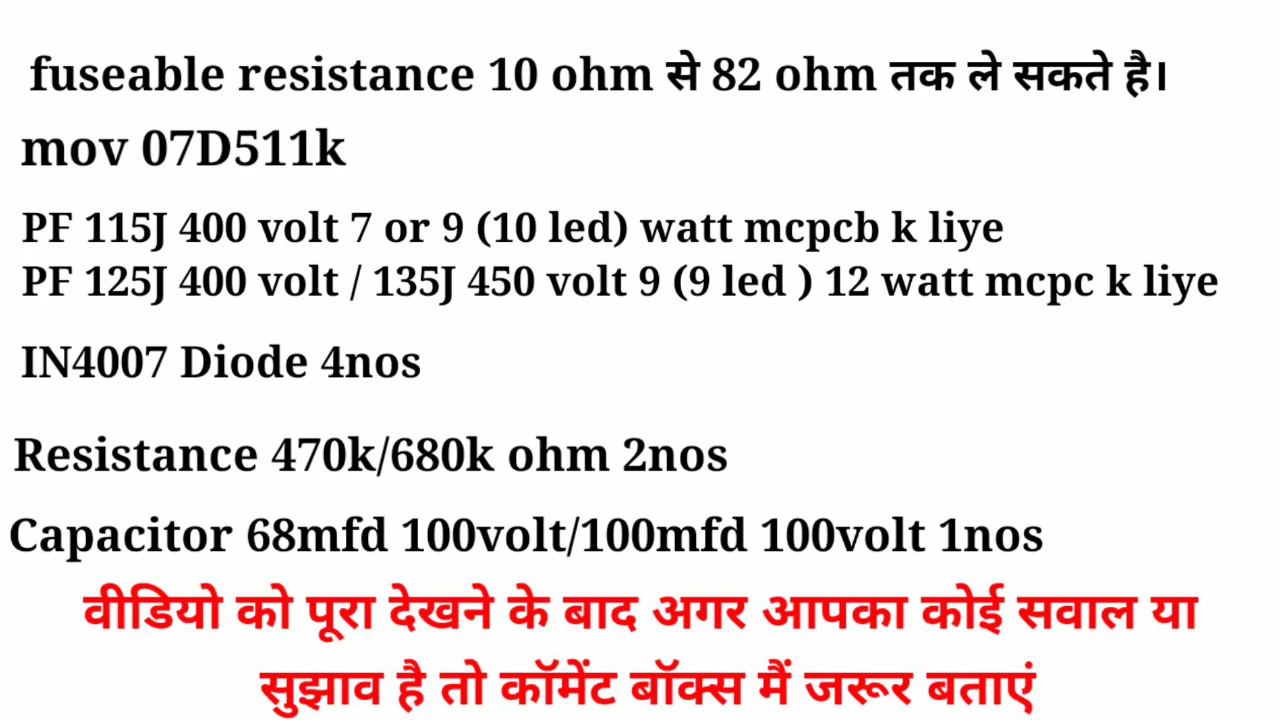 fuseable resistance 10 ohm से 82 ohm तक ले सकते है।
mov 07D511k
PF 115J 400 volt 7 or 9 (10 led) watt mcpcb k liye
PF 125J 400 volt / 135J 450 volt 9 (9 led ) 12 watt mcpc k liye
IN4007 Diode 4nos
Resistance 470k/680k ohm 2nos
Capacitor 68mfd 100volt/100mfd 100volt 1nos
वीडियो को पूरा देखने के बाद अगर आपका कोई सवाल या
सुझाव है तो कॉमेंट बॉक्स मैं जरूर बताएं